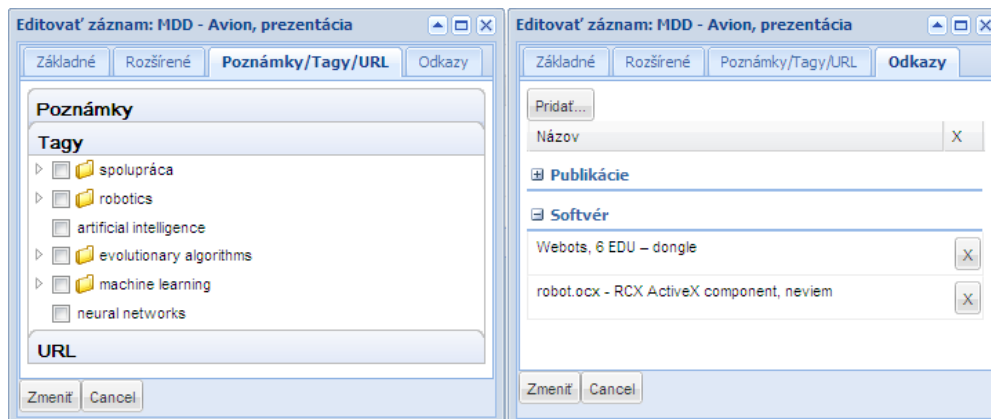 Editovať záznam: MDD - Avion, prezentácia
Základné Rozšírené Poznámky/Tagy/URL Odkazy
Poznámky
Tagy
spolupráca
robotics
artificial intelligence
evolutionary algorithms
machine learning
neural networks
URL
Zmeniť Cancel
Editovať záznam: MDD - Avion, prezentácia
Základné Rozšírené Poznámky/Tagy/URL Odkazy
Pridať...
Názov X
Publikácie
Softvér
Webots, 6 EDU – dongle X
robot.ocx - RCX ActiveX component, neviem X
Zmeniť Cancel